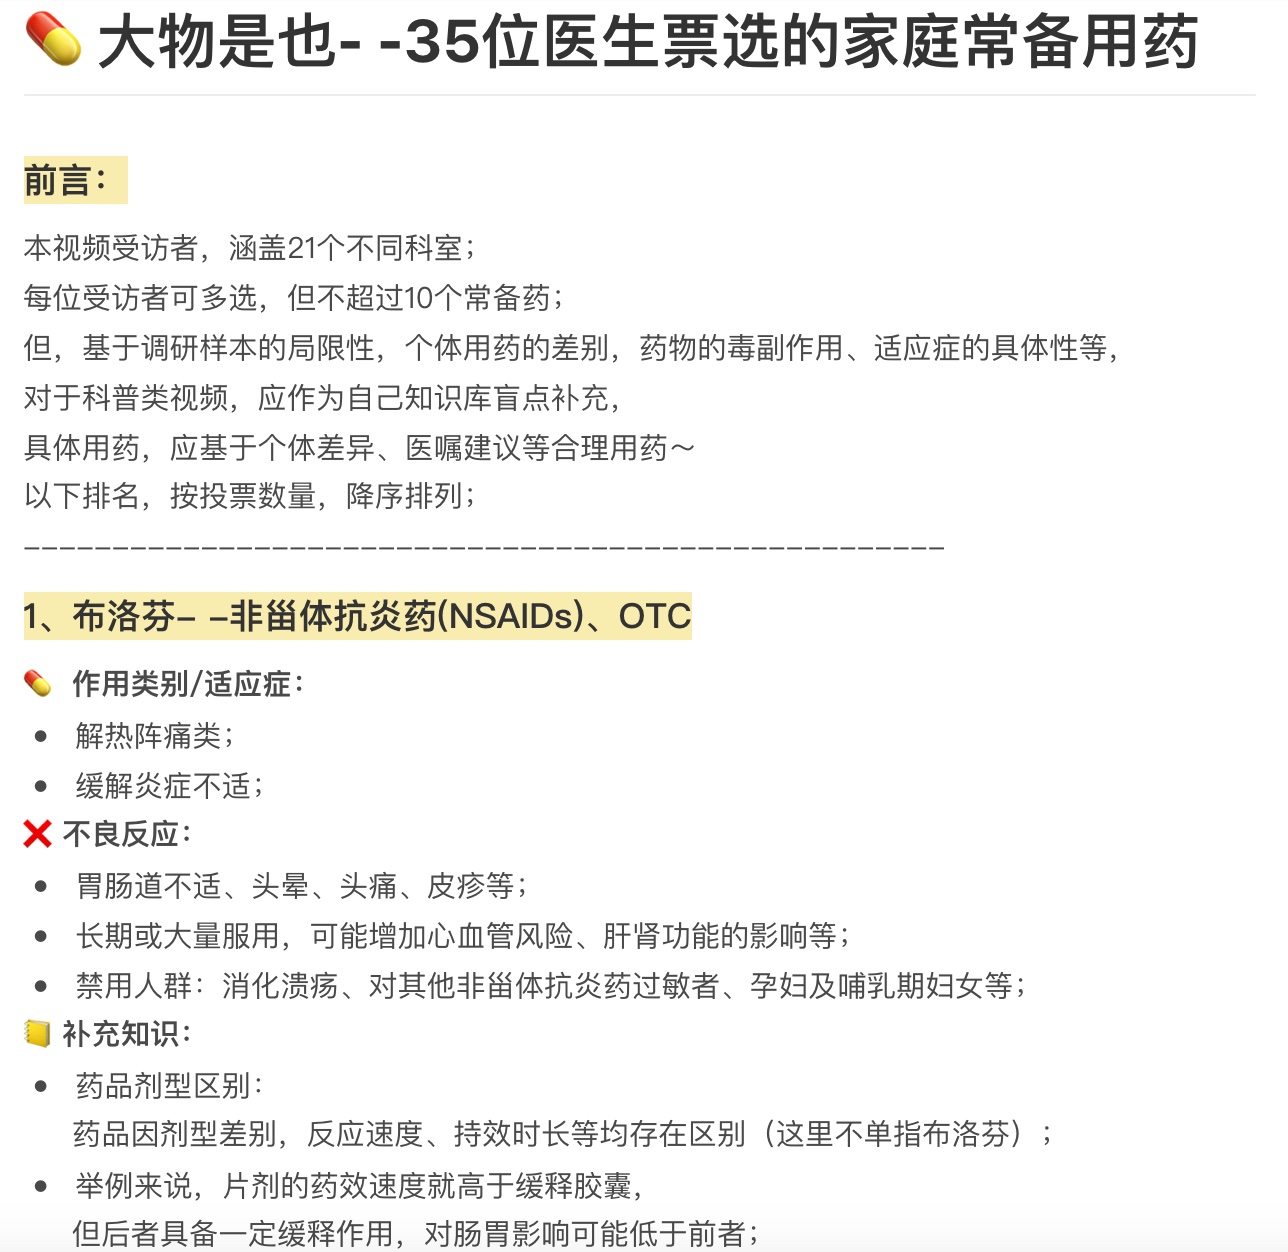 大物是也- -35位医生票选的家庭常备用药
前言：
本视频受访者，涵盖21个不同科室；
每位受访者可多选，但不超过10个常备药；
但，基于调研样本的局限性，个体用药的差别，药物的毒副作用、适应症的具体性等，
对于科普类视频，应作为自己知识库盲点补充，
具体用药，应基于个体差异、医嘱建议等合理用药～
以下排名，按投票数量，降序排列；
----------------------------------------------------
1、布洛芬- -非甾体抗炎药(NSAIDs)、OTC
作用类别/适应症：
解热阵痛类；
缓解炎症不适；
不良反应：
胃肠道不适、头晕、头痛、皮疹等；
长期或大量服用，可能增加心血管风险、肝肾功能的影响等；
禁用人群：消化溃疡、对其他非甾体抗炎药过敏者、孕妇及哺乳期妇女等；
补充知识：
药品剂型区别：
药品因剂型差别，反应速度、持效时长等均存在区别（这里不单指布洛芬）；
举例来说，片剂的药效速度就高于缓释胶囊，
但后者具备一定缓释作用，对肠胃影响可能低于前者；